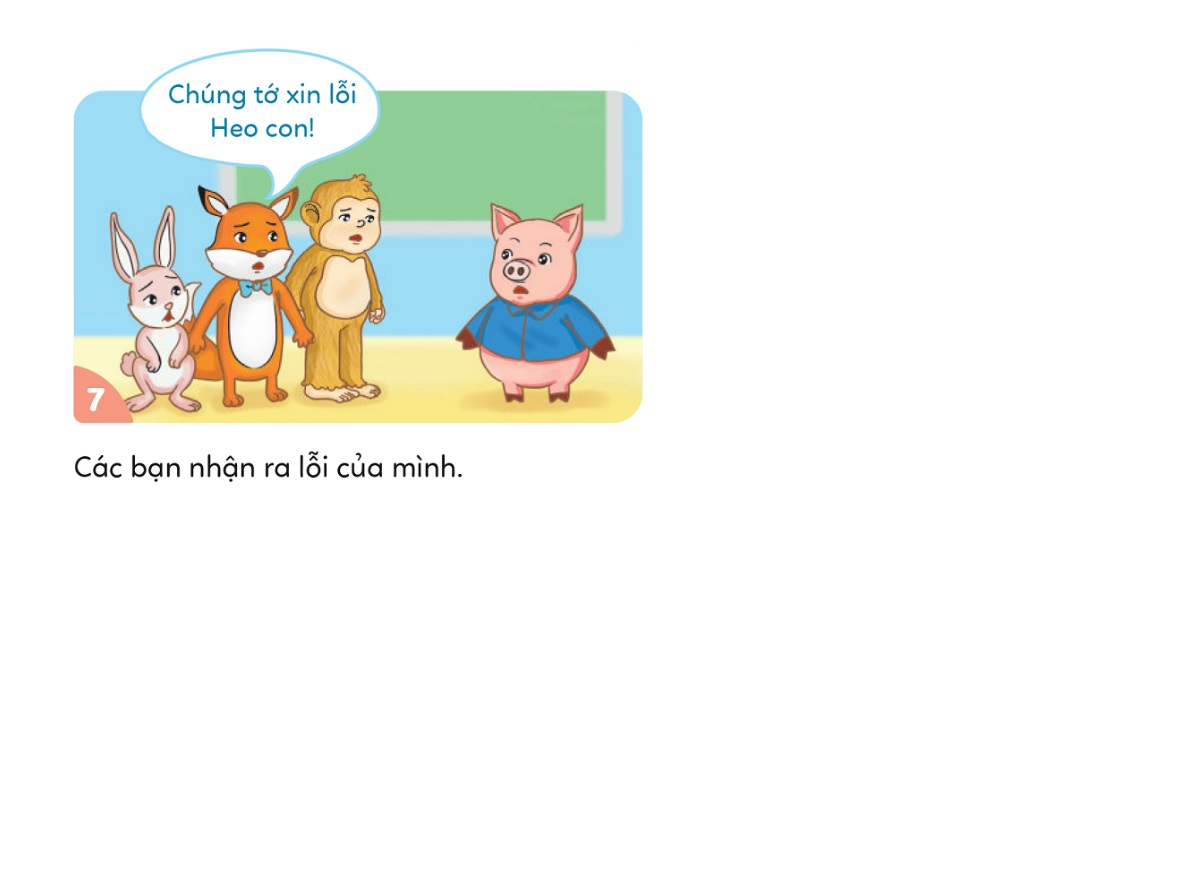 Chúng tớ xin lỗi
Heo con!
7
Các bạn nhận ra lỗi của mình.